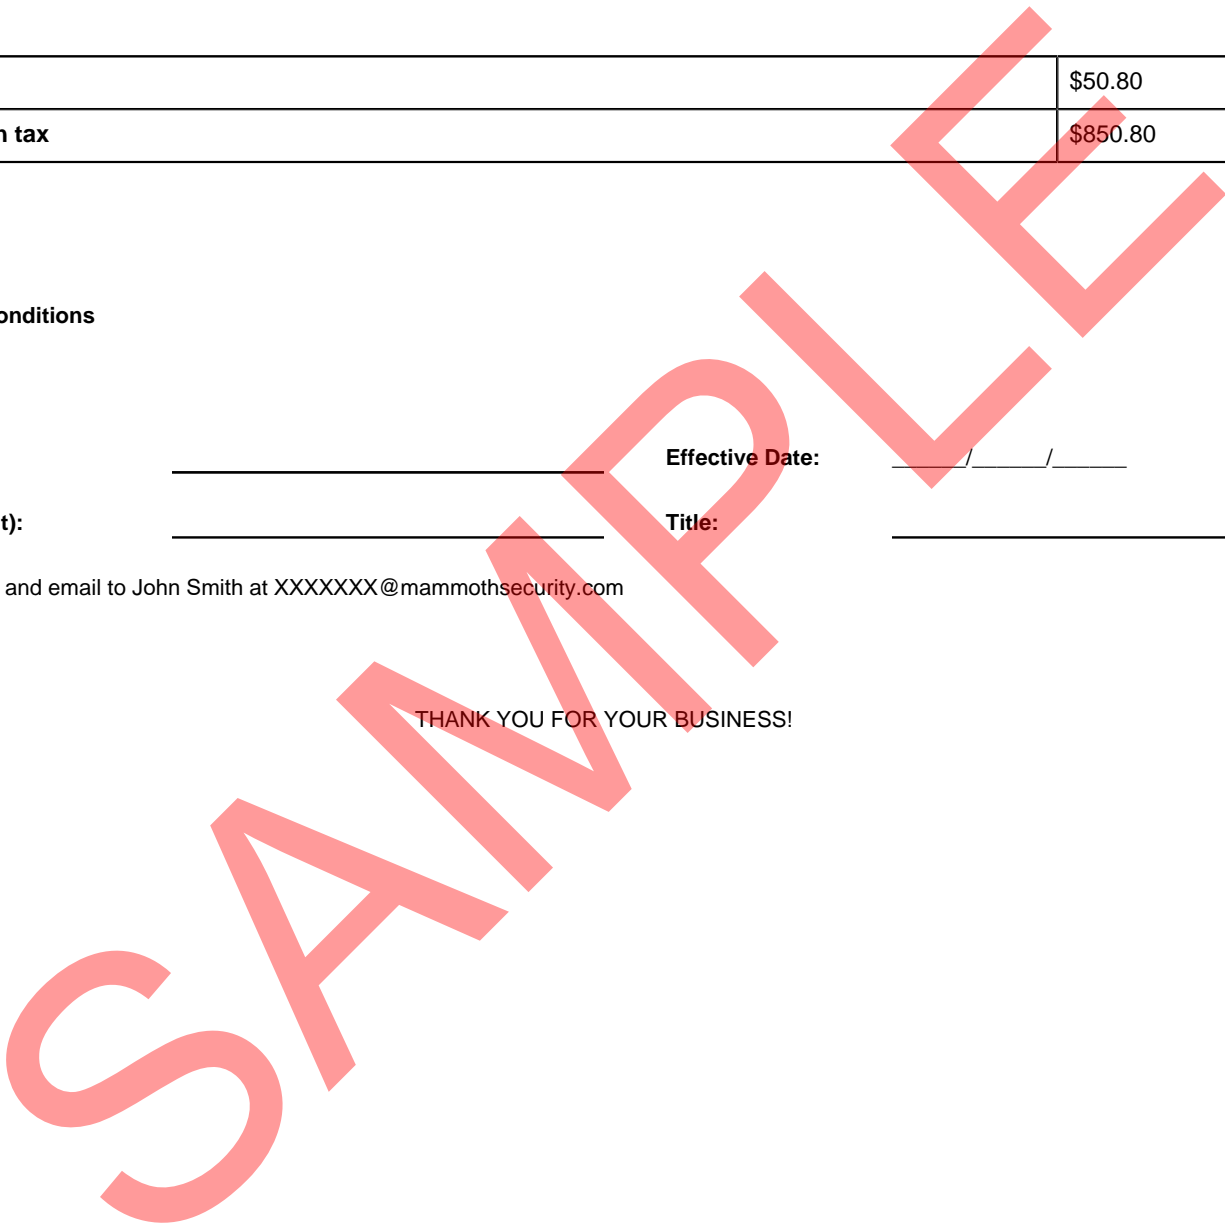 $50.80
n tax $850.80
onditions
Effective Date: ______/______/______
t): Title:
and email to John Smith at XXXXXXX@mammothsecurity.com
THANK YOU FOR YOUR BUSINESS!
SAMPLE